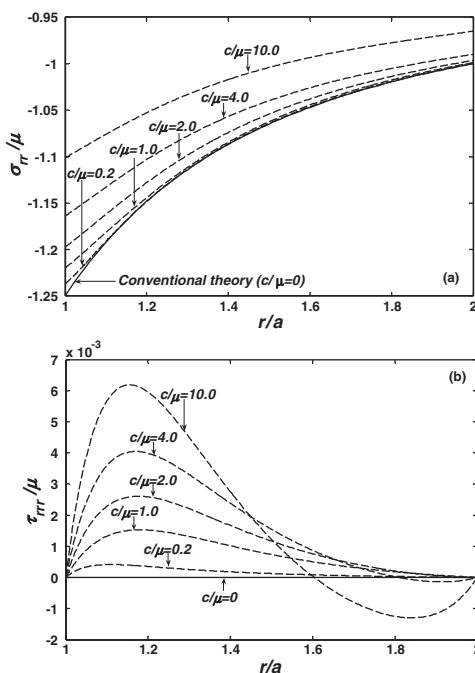 -0.95
-1
-1.05
-1.1
-1.15
-1.2
-1.25
σrr/μ
c/μ=10.0
c/μ=4.0
c/μ=2.0
c/μ=1.0
c/μ=0.2
Conventional theory (c/μ=0)
(a)
1 1.2 1.4 1.6 1.8 2
r/a
x 10^-3
7
6
5
4
3
2
1
0
-1
-2
τrrr/μ
(b)
c/μ=10.0
c/μ=4.0
c/μ=2.0
c/μ=1.0
c/μ=0.2
c/μ=0
1 1.2 1.4 1.6 1.8 2
r/a